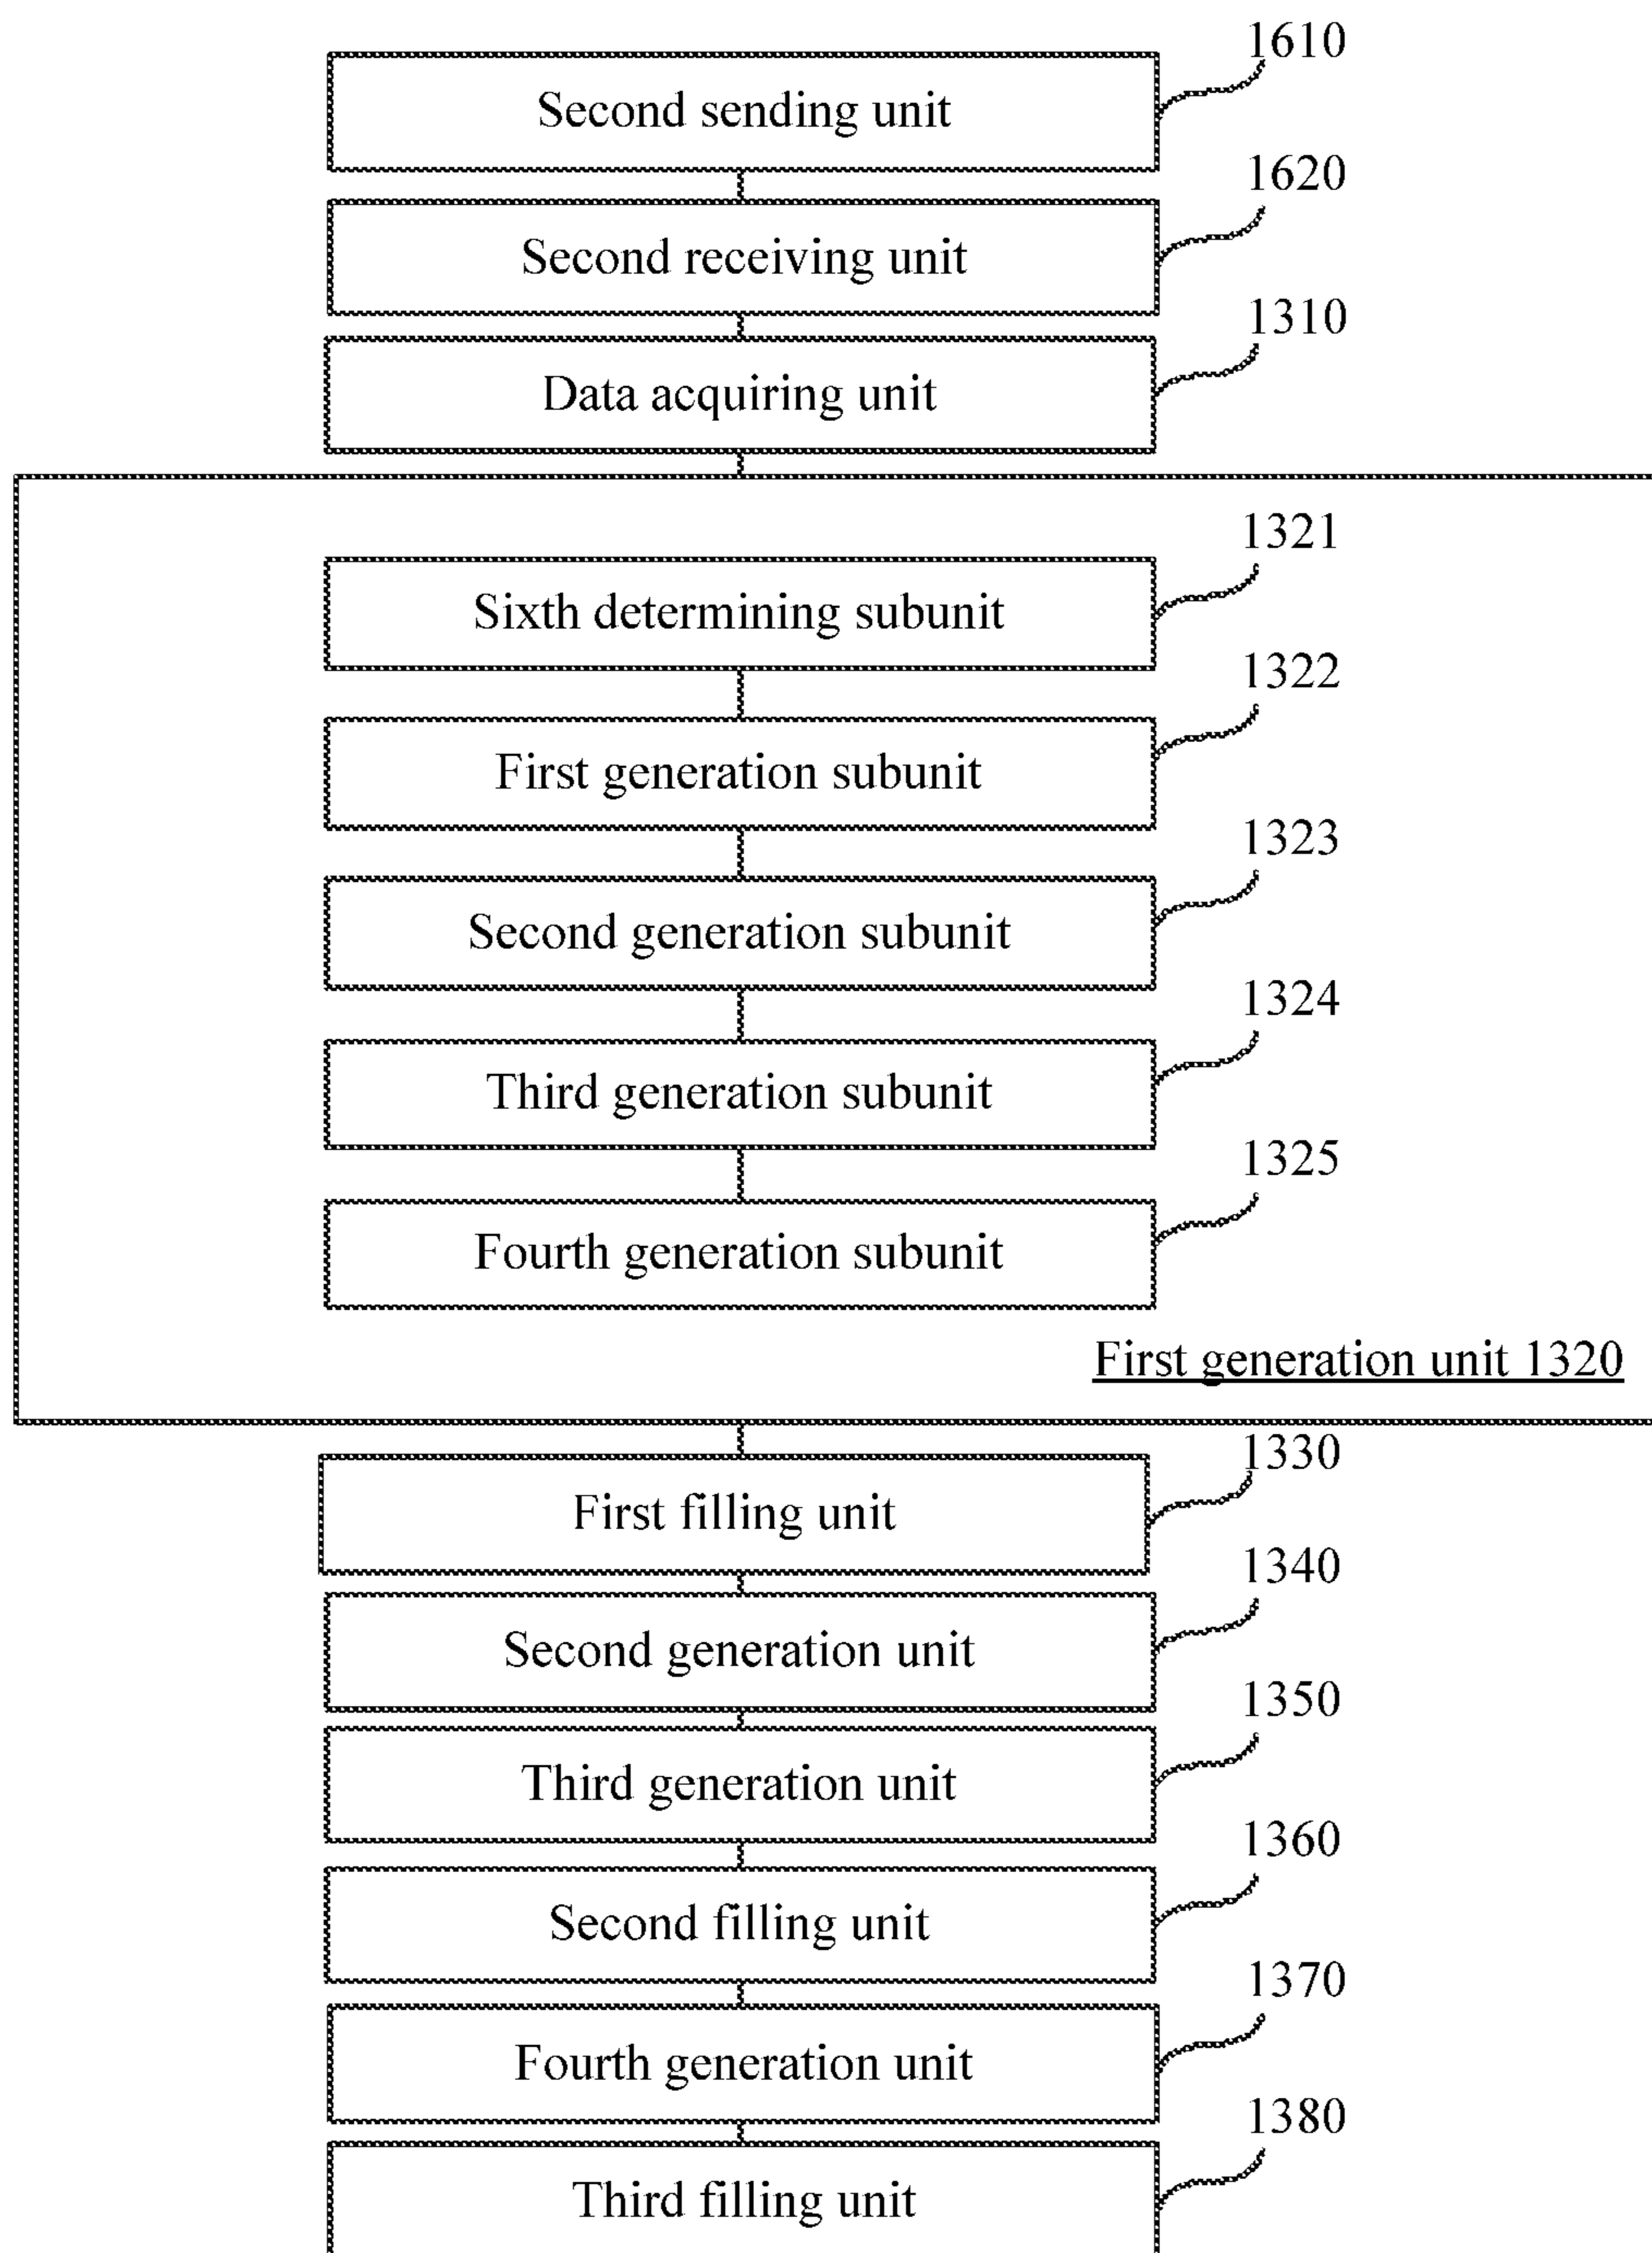 1610
Second sending unit
1620
Second receiving unit
1310
Data acquiring unit
1321
Sixth determining subunit
1322
First generation subunit
1323
Second generation subunit
1324
Third generation subunit
1325
Fourth generation subunit
First generation unit 1320
1330
First filling unit
1340
Second generation unit
1350
Third generation unit
1360
Second filling unit
1370
Fourth generation unit
1380
Third filling unit